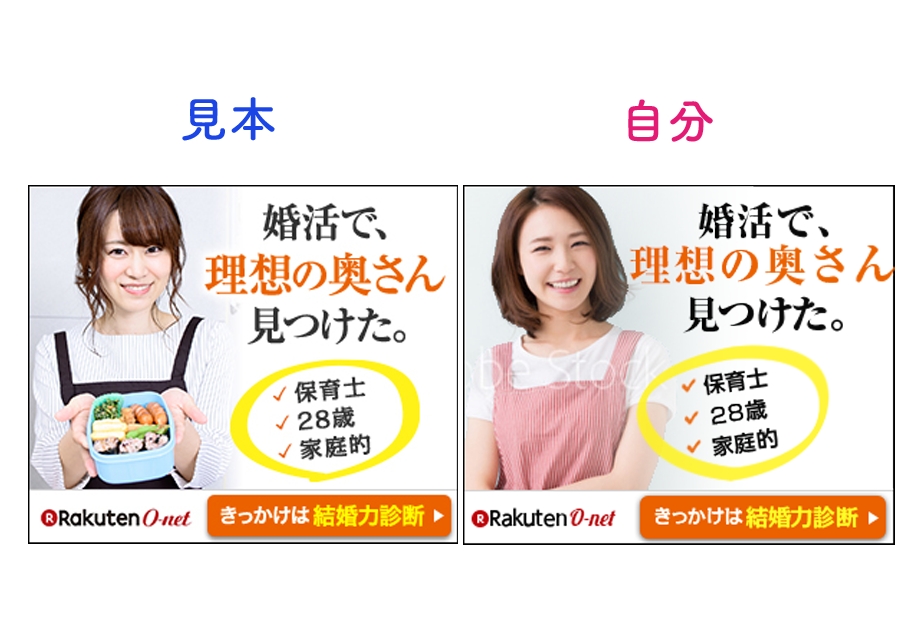 見本
婚活で、
理想の奥さん
見つけた。
保育士
28歳
家庭的
R Rakuten O-net
きっかけは 結婚力診断
自分
婚活で、
理想の奥さん
見つけた。
be Stock
保育士
28歳
家庭的
R Rakuten O-net
きっかけは 結婚力診断